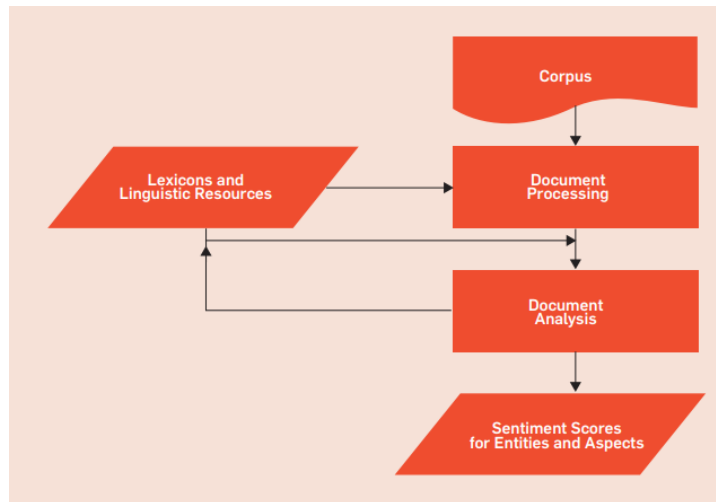 Corpus
Lexicons and
Linguistic Resources
Document
Processing
Document
Analysis
Sentiment Scores
for Entities and Aspects